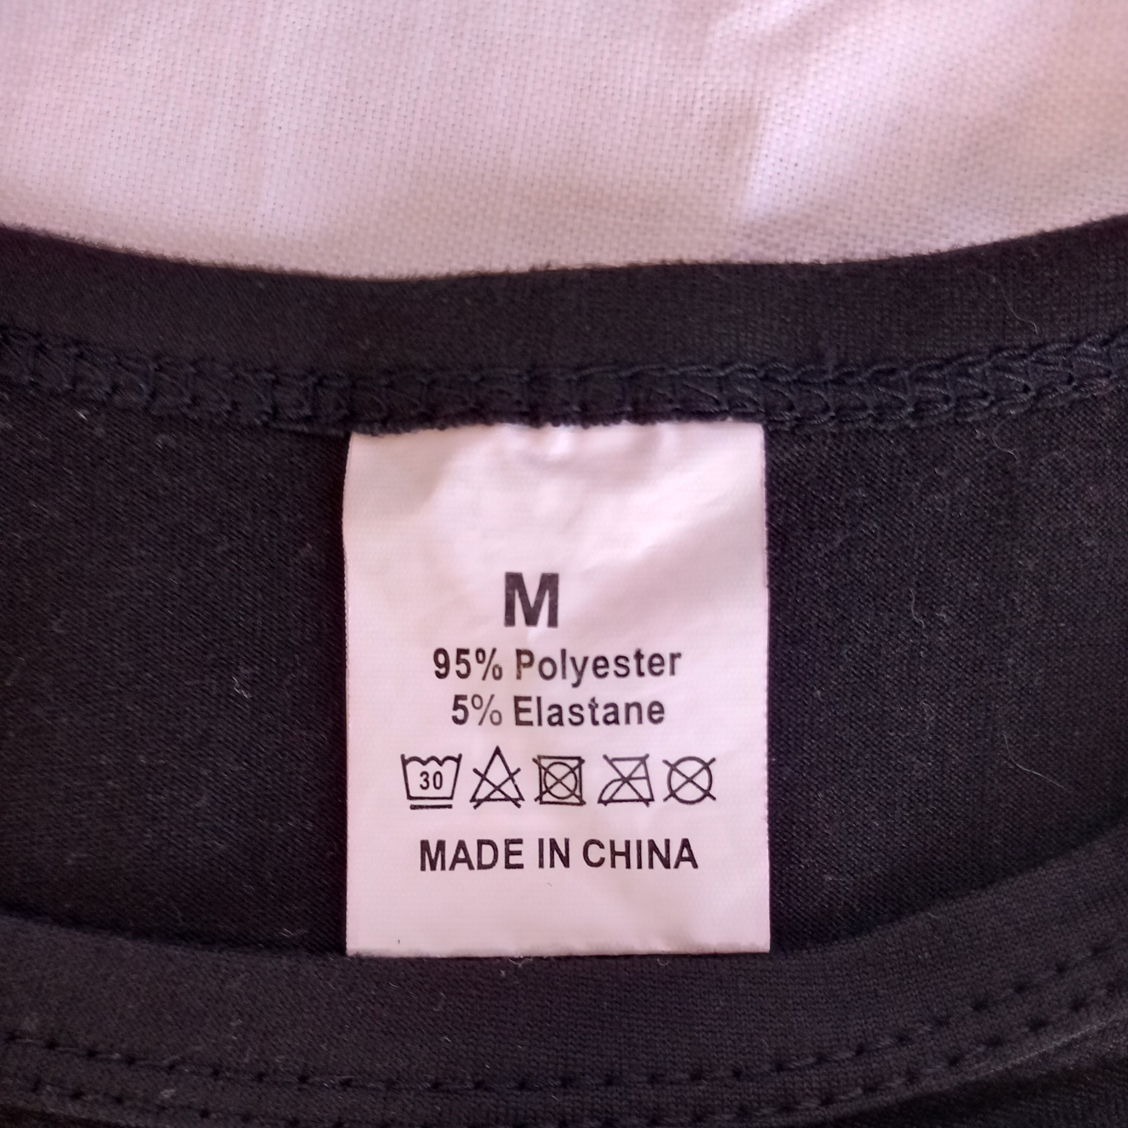 M
95% Polyester
5% Elastane
30
MADE IN CHINA